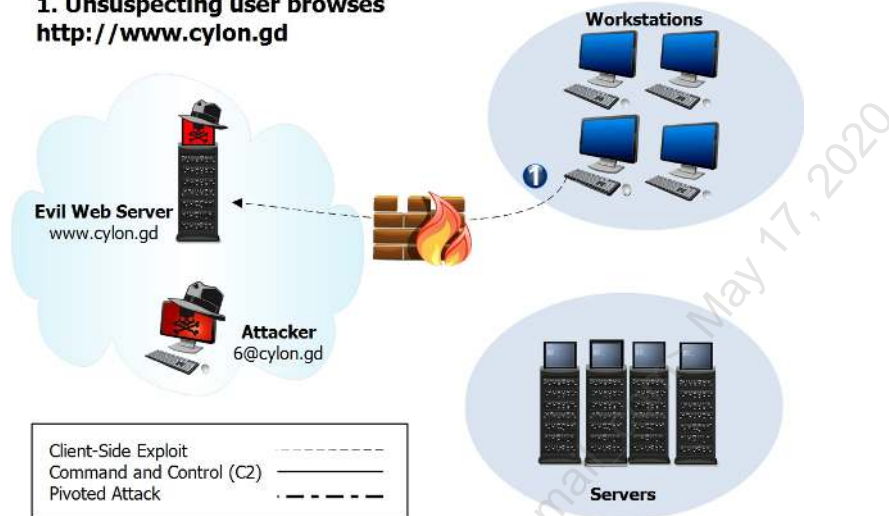 1. Unsuspecting user browses
http://www.cylon.gd
Workstations
1
Evil Web Server
www.cylon.gd
Attacker
6@cylon.gd
Client-Side Exploit
Command and Control (C2)
Pivoted Attack
Servers
May 17, 2020